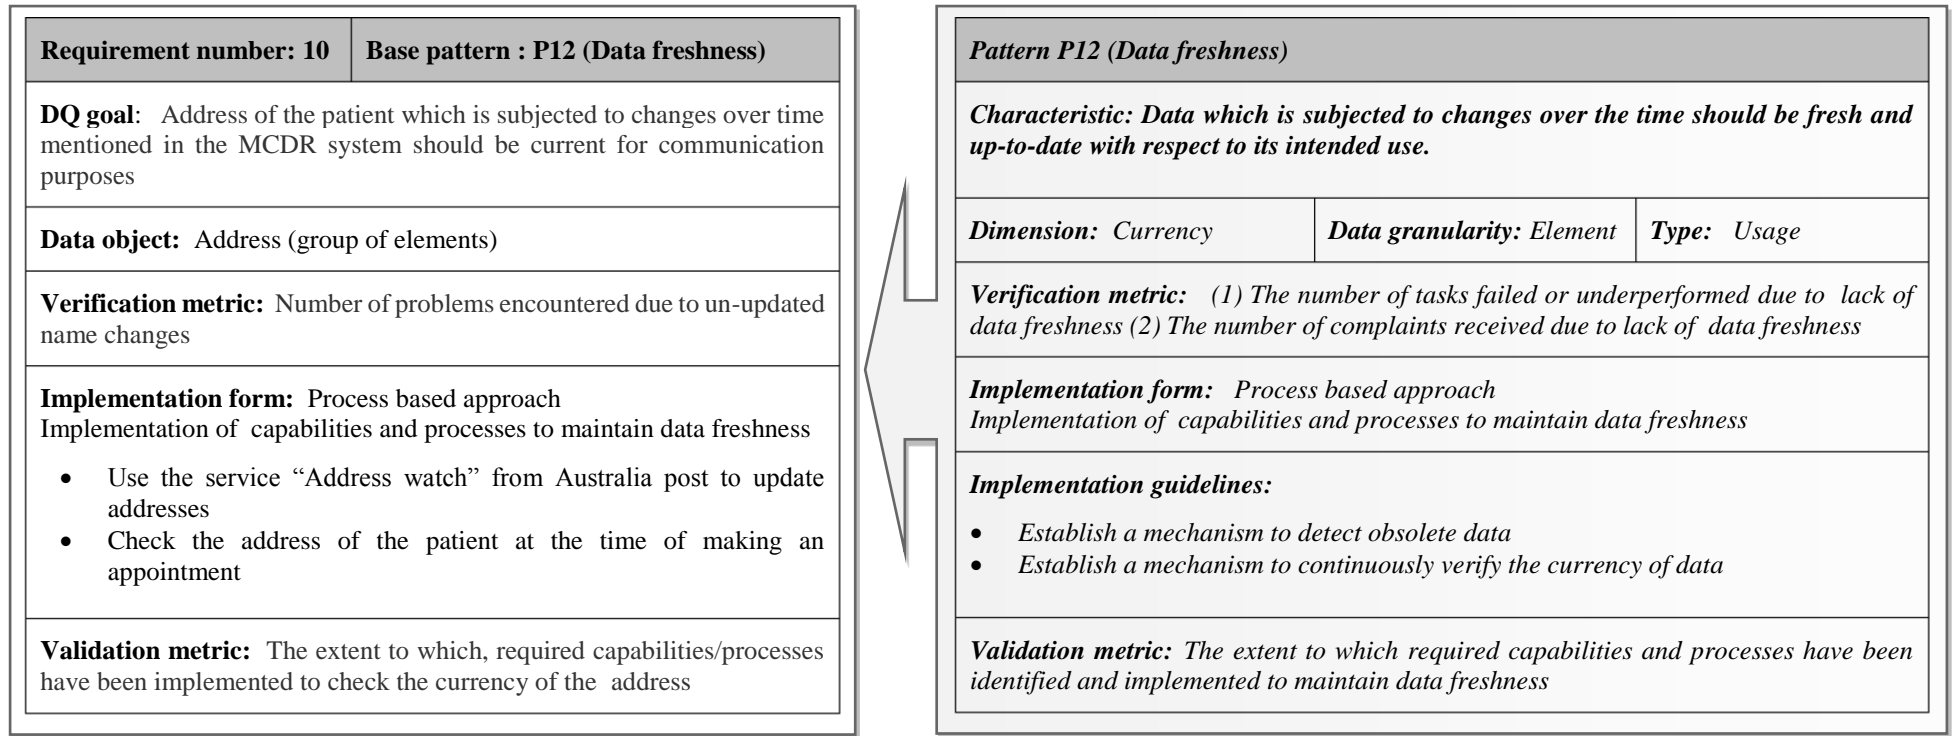 Requirement number: 10
Base pattern : P12 (Data freshness)
DQ goal: Address of the patient which is subjected to changes over time
mentioned in the MCDR system should be current for communication
purposes
Data object: Address (group of elements)
Verification metric: Number of problems encountered due to un-updated
name changes
Implementation form: Process based approach
Implementation of capabilities and processes to maintain data freshness
• Use the service “Address watch” from Australia post to update
addresses
• Check the address of the patient at the time of making an
appointment
Validation metric: The extent to which, required capabilities/processes
have been implemented to check the currency of the address
Pattern P12 (Data freshness)
Characteristic: Data which is subjected to changes over the time should be fresh and
up-to-date with respect to its intended use.
Dimension: Currency
Data granularity: Element
Type: Usage
Verification metric: (1) The number of tasks failed or underperformed due to lack of
data freshness (2) The number of complaints received due to lack of data freshness
Implementation form: Process based approach
Implementation of capabilities and processes to maintain data freshness
Implementation guidelines:
• Establish a mechanism to detect obsolete data
• Establish a mechanism to continuously verify the currency of data
Validation metric: The extent to which required capabilities and processes have been
identified and implemented to maintain data freshness